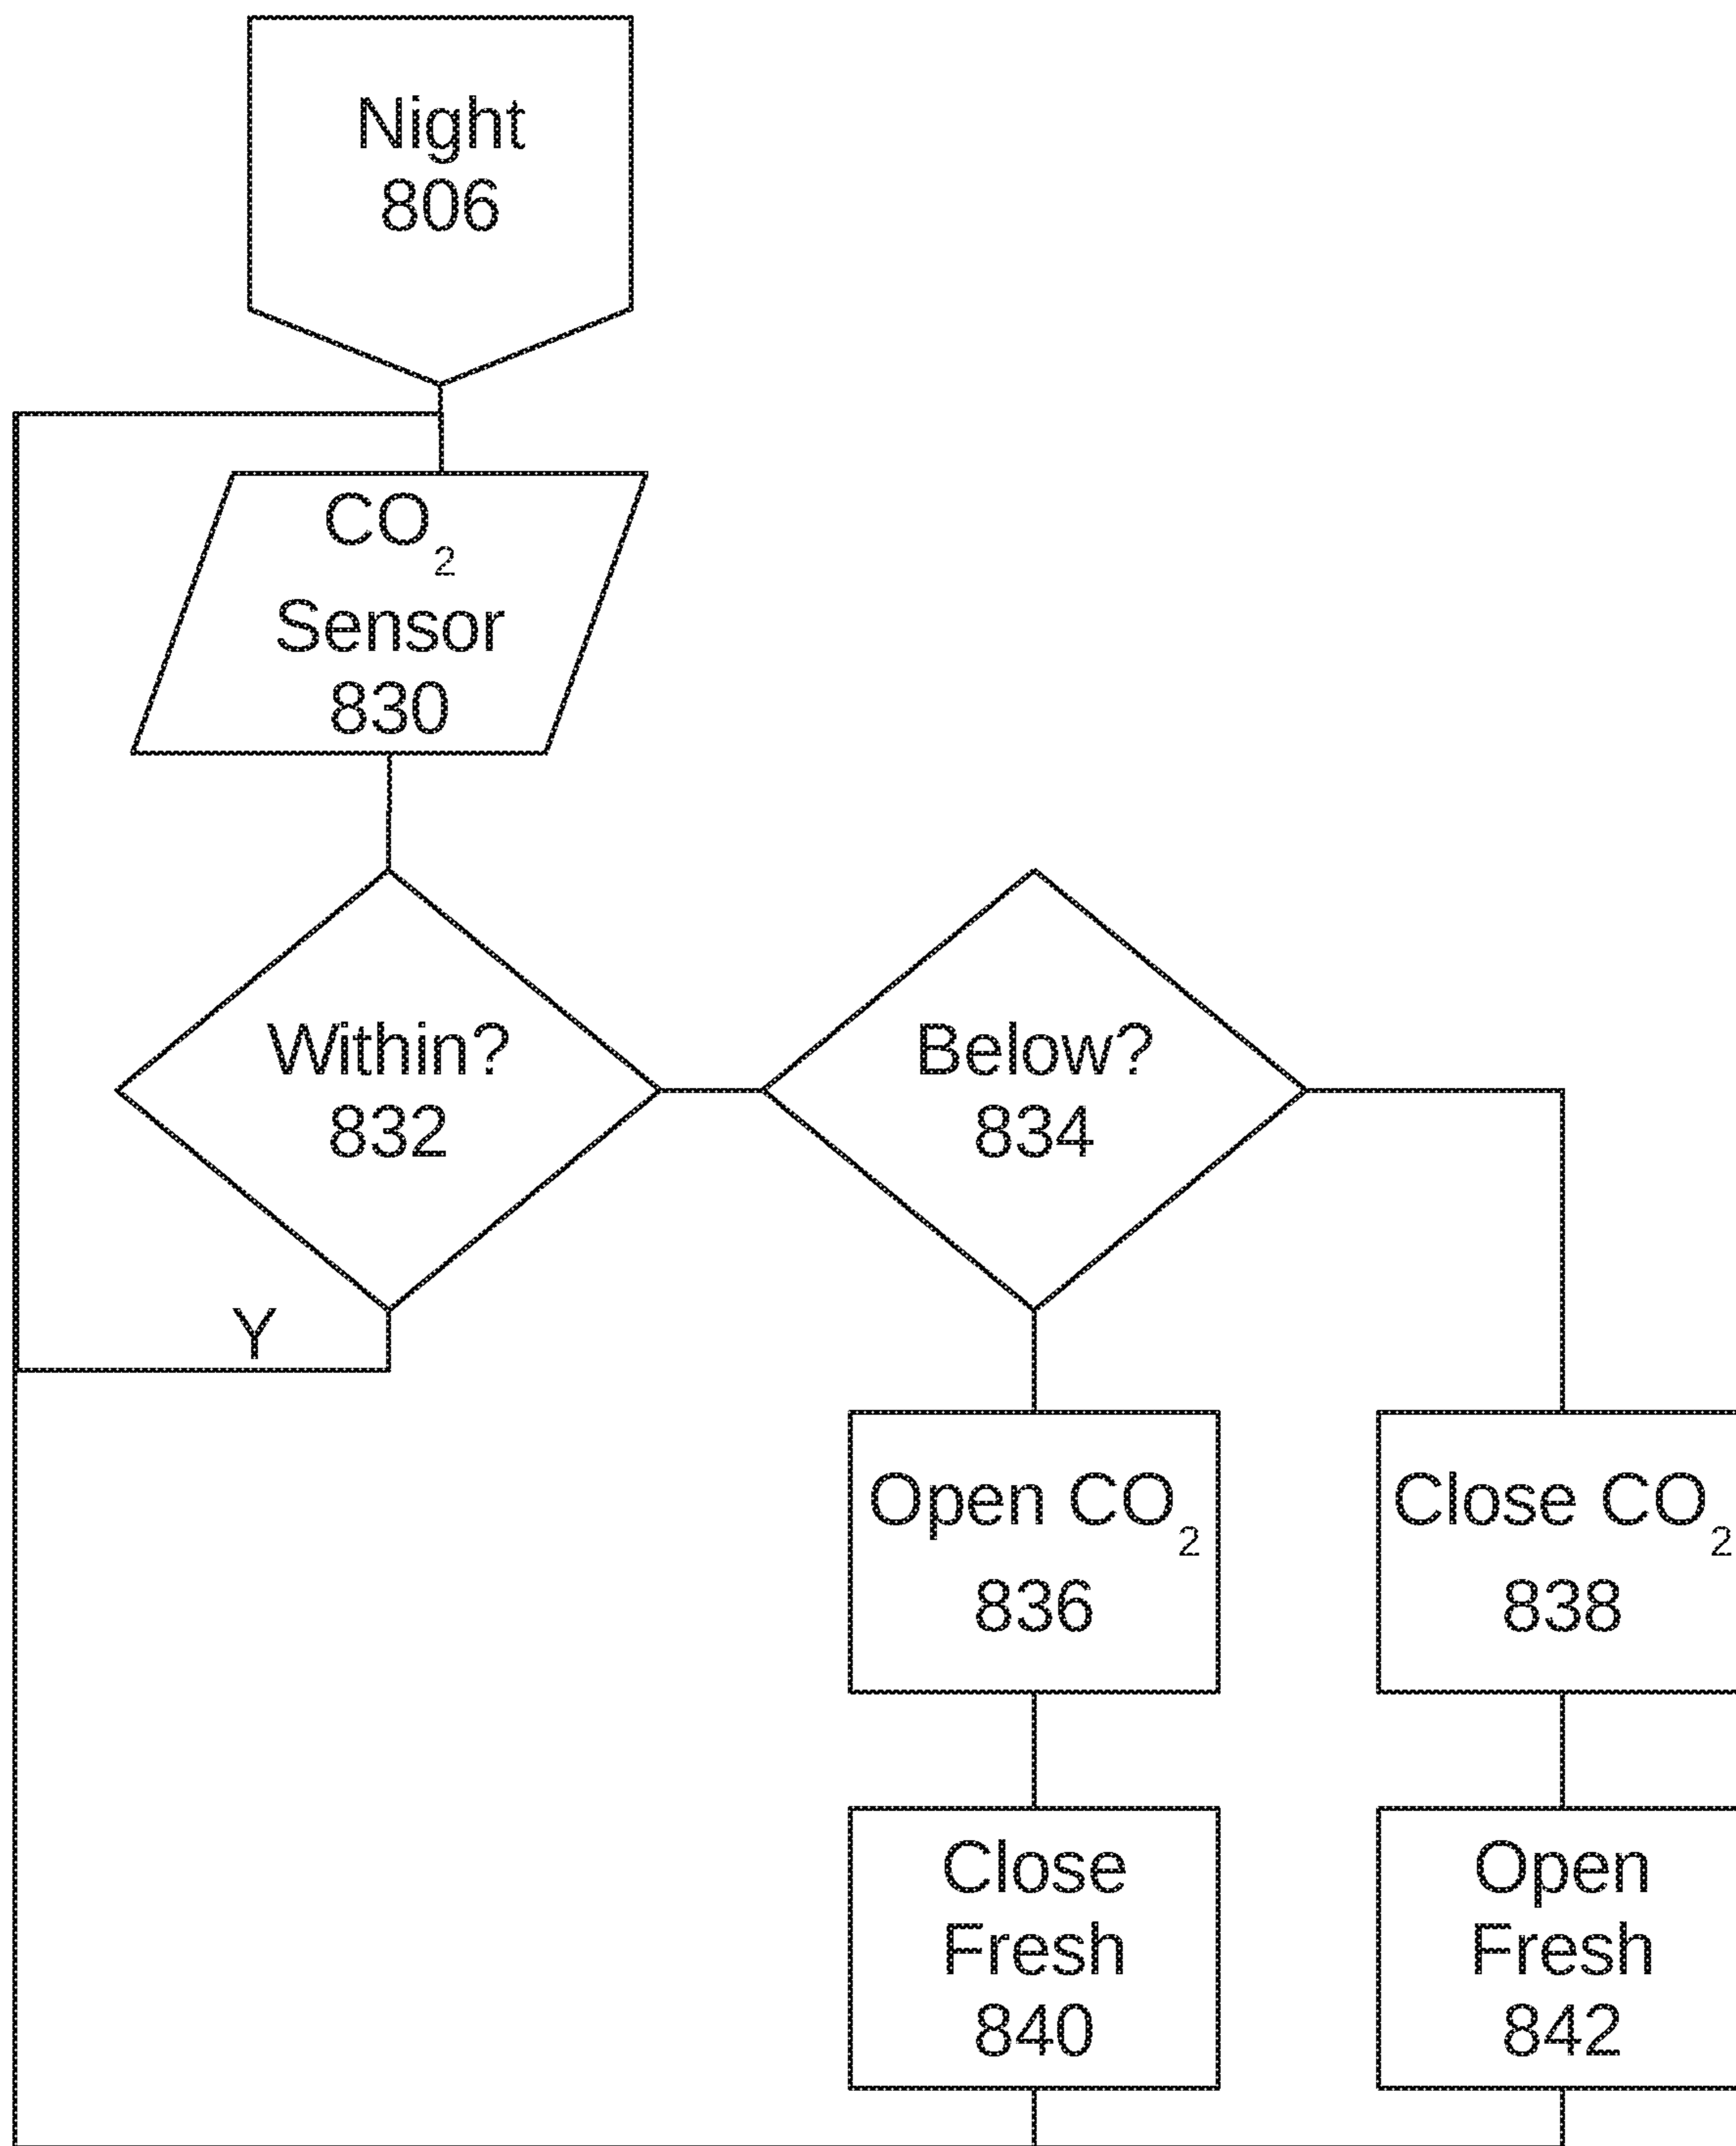 Night
806
CO2
Sensor
830
Within?
832
Below?
834
Y
Open CO2
836
Close CO2
838
Close
Fresh
840
Open
Fresh
842